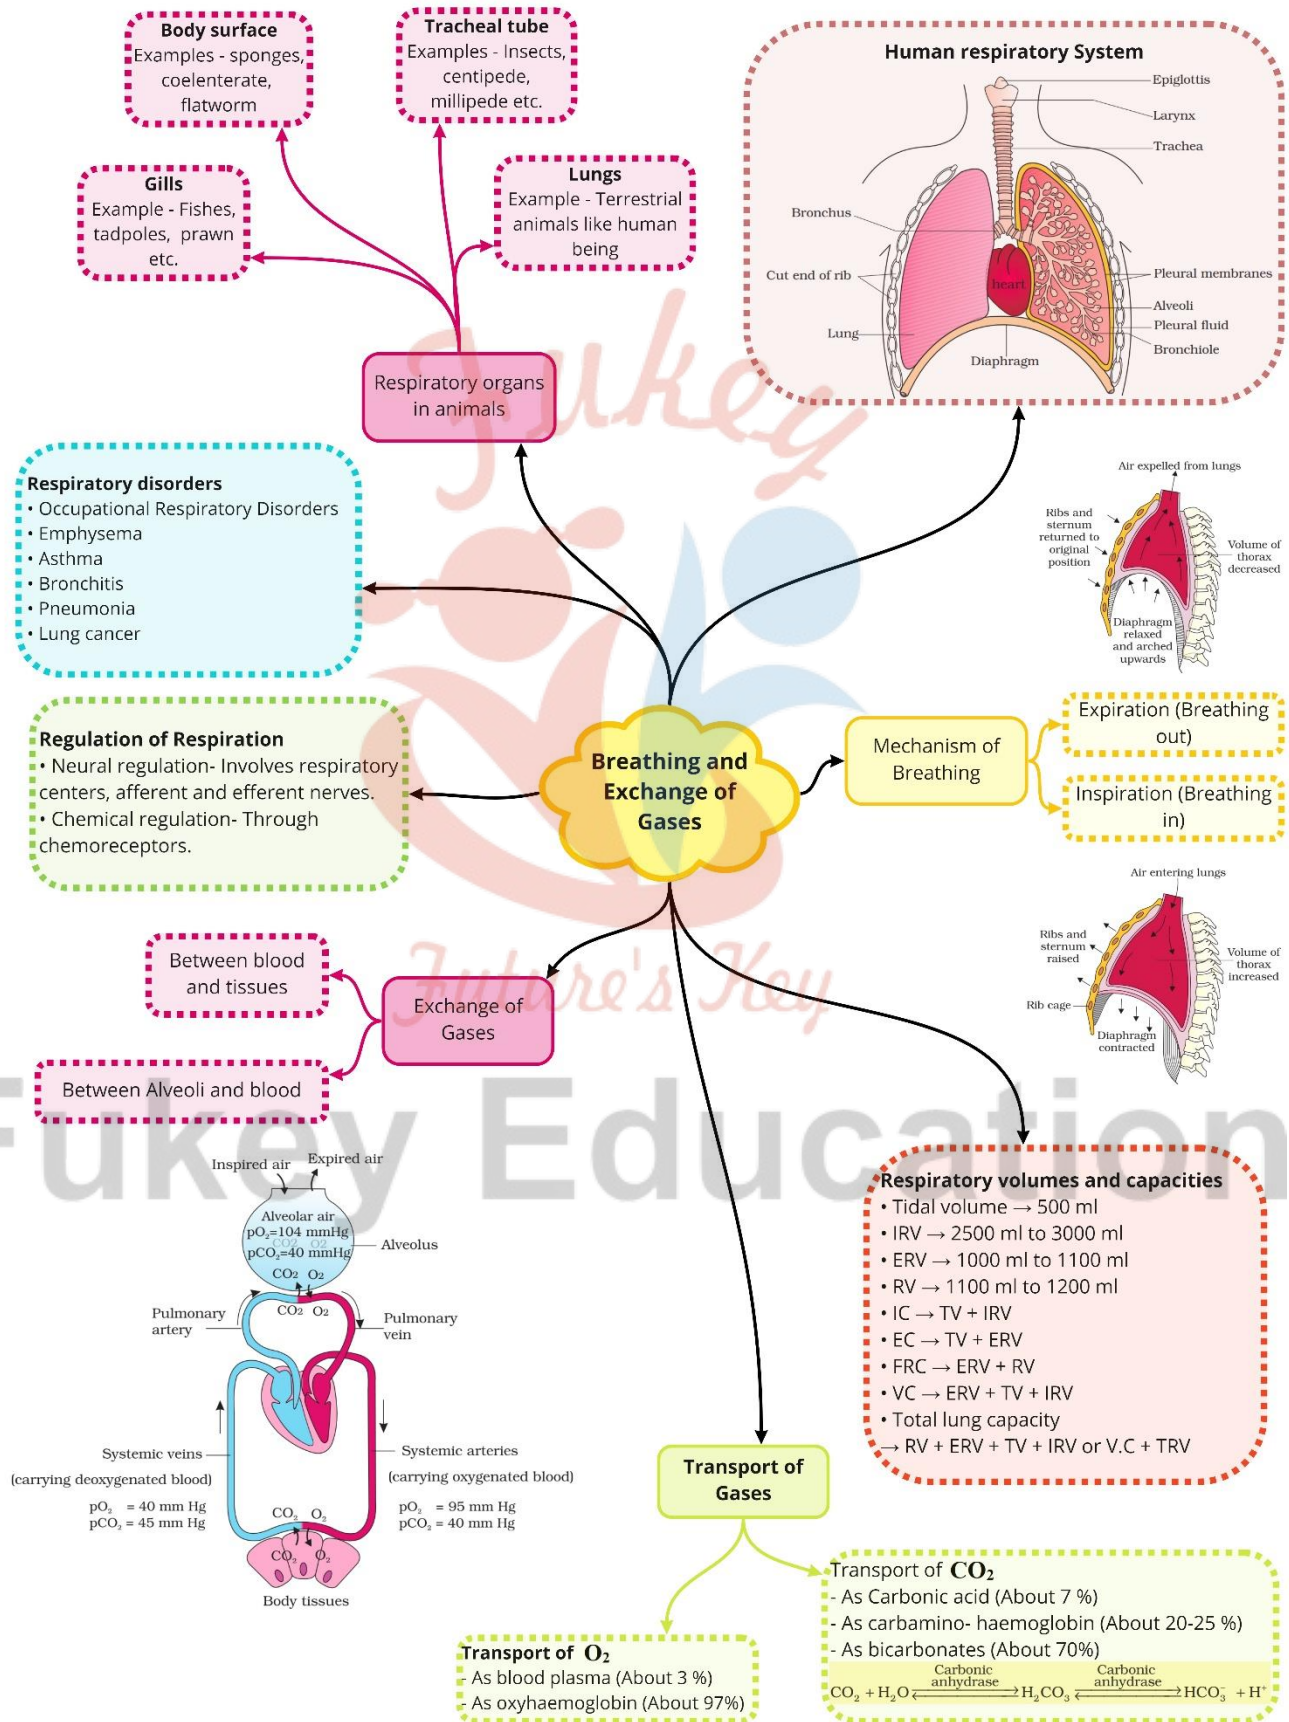 Body surface
Examples - sponges,
coelenterate,
flatworm
Tracheal tube
Examples - Insects,
centipede,
millipede etc.
Gills
Example - Fishes,
tadpoles, prawn
etc.
Lungs
Example - Terrestrial
animals like human
being
Respiratory organs
in animals
Human respiratory System
Epiglottis
Larynx
Trachea
Bronchus
Cut end of rib
heart
Pleural membranes
Alveoli
Lung
Pleural fluid
Bronchiole
Diaphragm
Fukey
Respiratory disorders
• Occupational Respiratory Disorders
• Emphysema
• Asthma
• Bronchitis
• Pneumonia
• Lung cancer
Air expelled from lungs
Ribs and
sternum
returned to
original
position
Volume of
thorax
decreased
Diaphragm
relaxed
and arched
upwards
Regulation of Respiration
• Neural regulation- Involves respiratory
centers, afferent and efferent nerves.
• Chemical regulation- Through
chemoreceptors.
Breathing and
Exchange of
Gases
Mechanism of
Breathing
Expiration (Breathing
out)
Inspiration (Breathing
in)
Air entering lungs
Ribs and
sternum
raised
Volume of
thorax
increased
Rib cage
Diaphragm
contracted
Future's Key
Between blood
and tissues
Exchange of
Gases
Between Alveoli and blood
Fukey Education
Inspired air
Expired air
Alveolar air
pO₂=104 mmHg
CO2 O2
pCO₂=40 mmHg
Alveolus
CO₂ O₂
CO₂ O₂
Pulmonary
artery
Pulmonary
vein
Systemic veins
(carrying deoxygenated blood)
pO₂ = 40 mm Hg
pCO₂ = 45 mm Hg
Systemic arteries
(carrying oxygenated blood)
pO₂ = 95 mm Hg
pCO₂ = 40 mm Hg
CO₂ O₂
CO₂ O₂
Body tissues
Respiratory volumes and capacities
• Tidal volume → 500 ml
• IRV → 2500 ml to 3000 ml
• ERV → 1000 ml to 1100 ml
• RV → 1100 ml to 1200 ml
• IC → TV + IRV
• EC → TV + ERV
• FRC → ERV + RV
• VC → ERV + TV + IRV
• Total lung capacity
→ RV + ERV + TV + IRV or V.C + TRV
Transport of
Gases
Transport of O₂
- As blood plasma (About 3 %)
- As oxyhaemoglobin (About 97%)
Transport of CO₂
- As Carbonic acid (About 7 %)
- As carbamino- haemoglobin (About 20-25 %)
- As bicarbonates (About 70%)
Carbonic anhydrase Carbonic anhydrase
CO₂ + H₂O ⇌ H₂CO₃ ⇌ HCO₃⁻ + H⁺